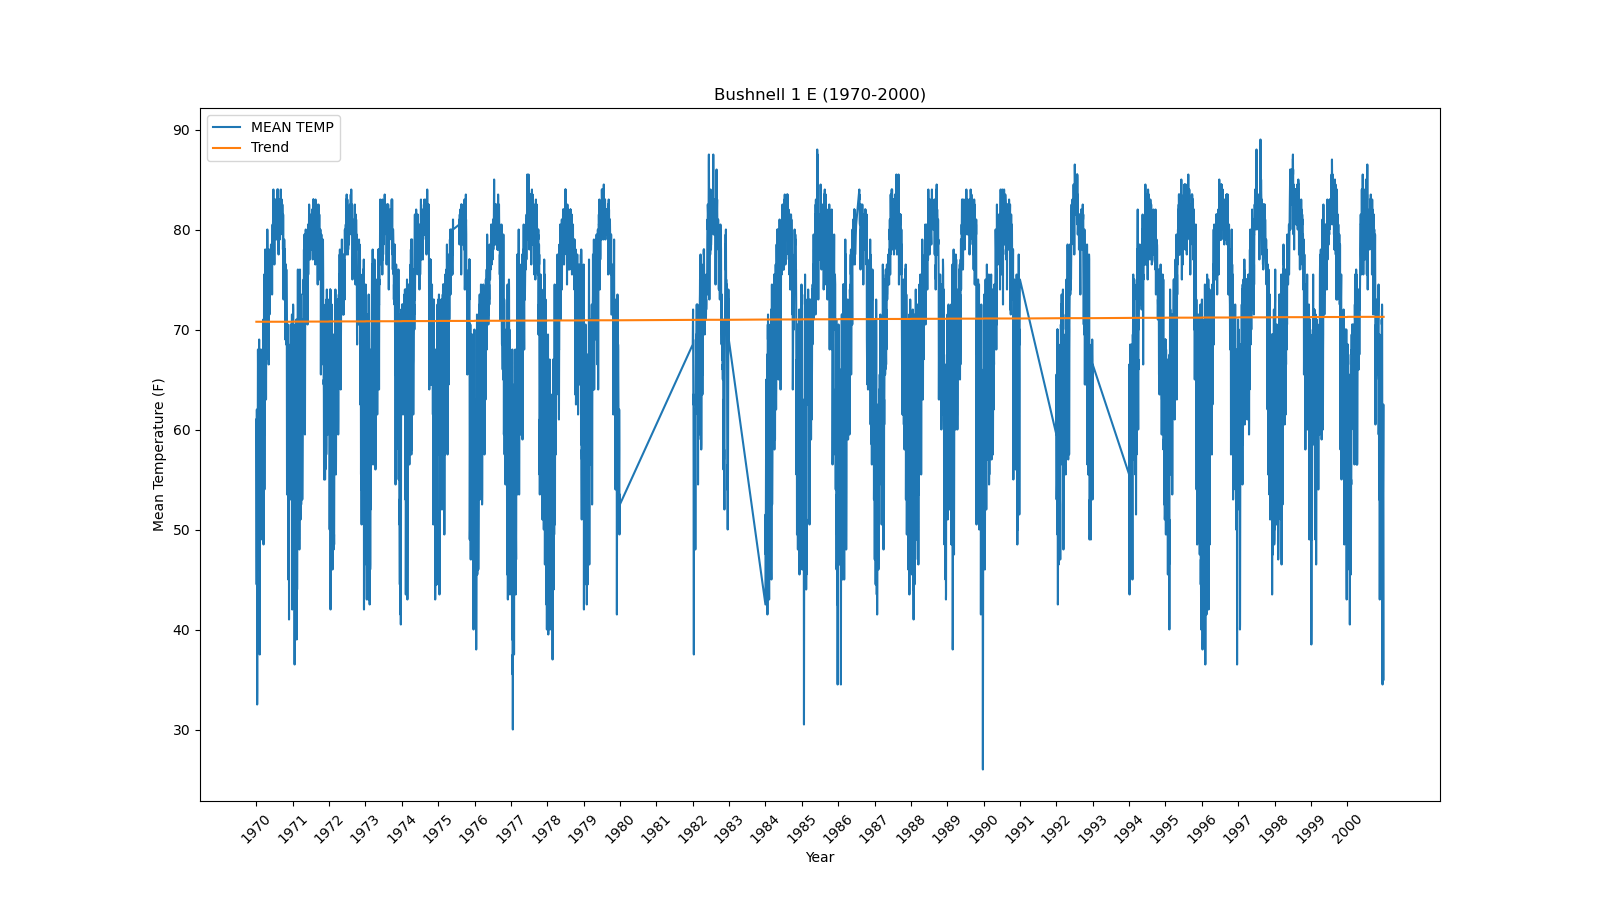 Bushnell 1 E (1970-2000)
MEAN TEMP
Trend
90
80
70
60
50
40
30
Mean Temperature (F)
1970 1971 1972 1973 1974 1975 1976 1977 1978 1979 1980 1981 1982 1983 1984 1985 1986 1987 1988 1989 1990 1991 1992 1993 1994 1995 1996 1997 1998 1999 2000
Year